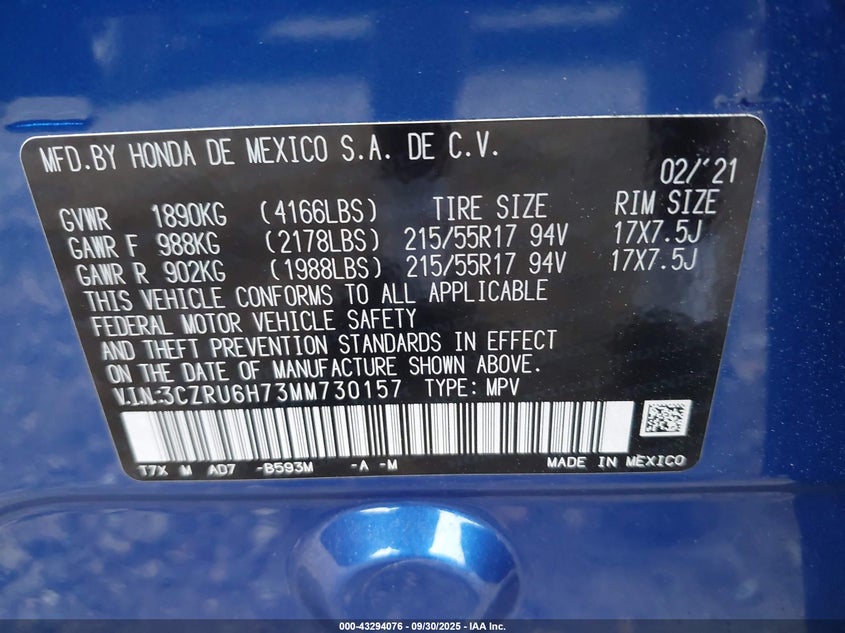 MFD.BY HONDA DE MEXICO S.A. DE C.V.
02/'21
GVWR 1890KG (4166LBS) TIRE SIZE RIM SIZE
GAWR F 988KG (2178LBS) 215/55R17 94V 17X7.5J
GAWR R 902KG (1988LBS) 215/55R17 94V 17X7.5J
THIS VEHICLE CONFORMS TO ALL APPLICABLE
FEDERAL MOTOR VEHICLE SAFETY
AND THEFT PREVENTION STANDARDS IN EFFECT
ON THE DATE OF MANUFACTURE SHOWN ABOVE.
V.I.N.:3CZRU6H73MM730157 TYPE: MPV
T7X M AD7 -B593M -A -M MADE IN MEXICO
000-43294076 - 09/30/2025 - IAA Inc.